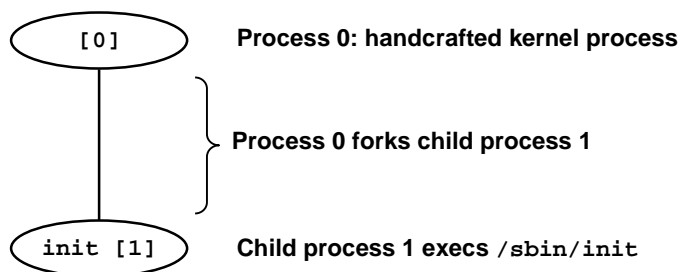 [0] Process 0: handcrafted kernel process
Process 0 forks child process 1
init [1] Child process 1 execs /sbin/init